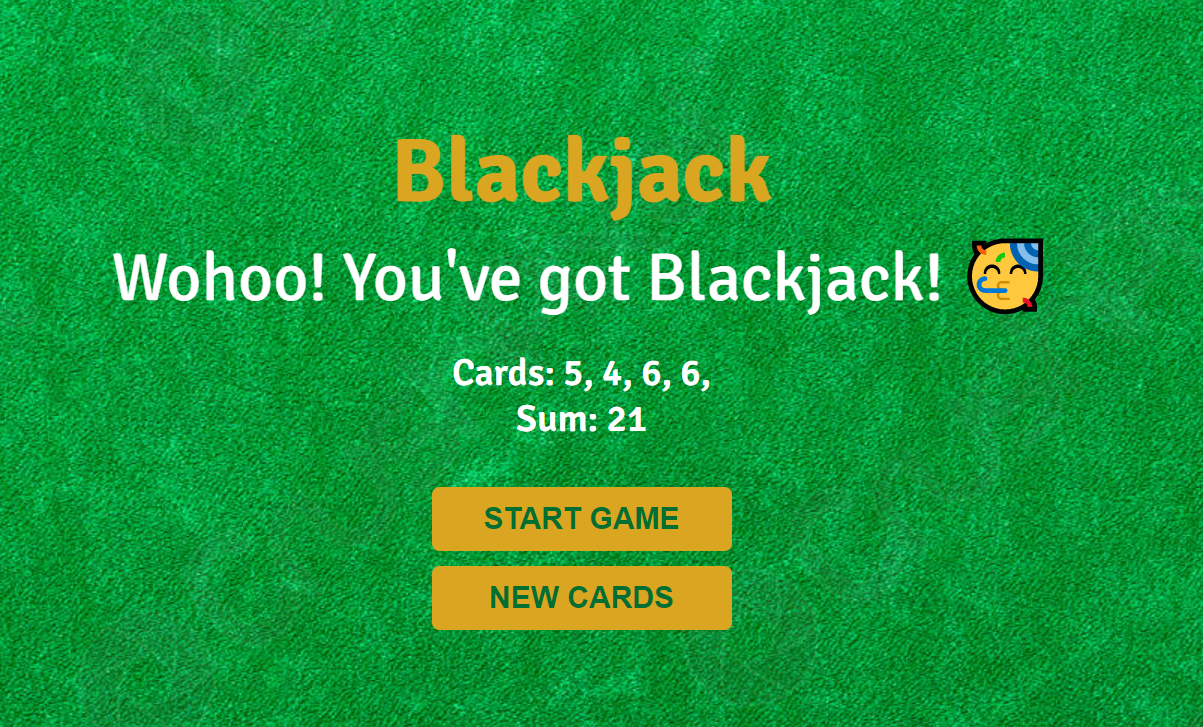 Blackjack
Wohoo! You've got Blackjack! 🥳
Cards: 5, 4, 6, 6,
Sum: 21
START GAME
NEW CARDS